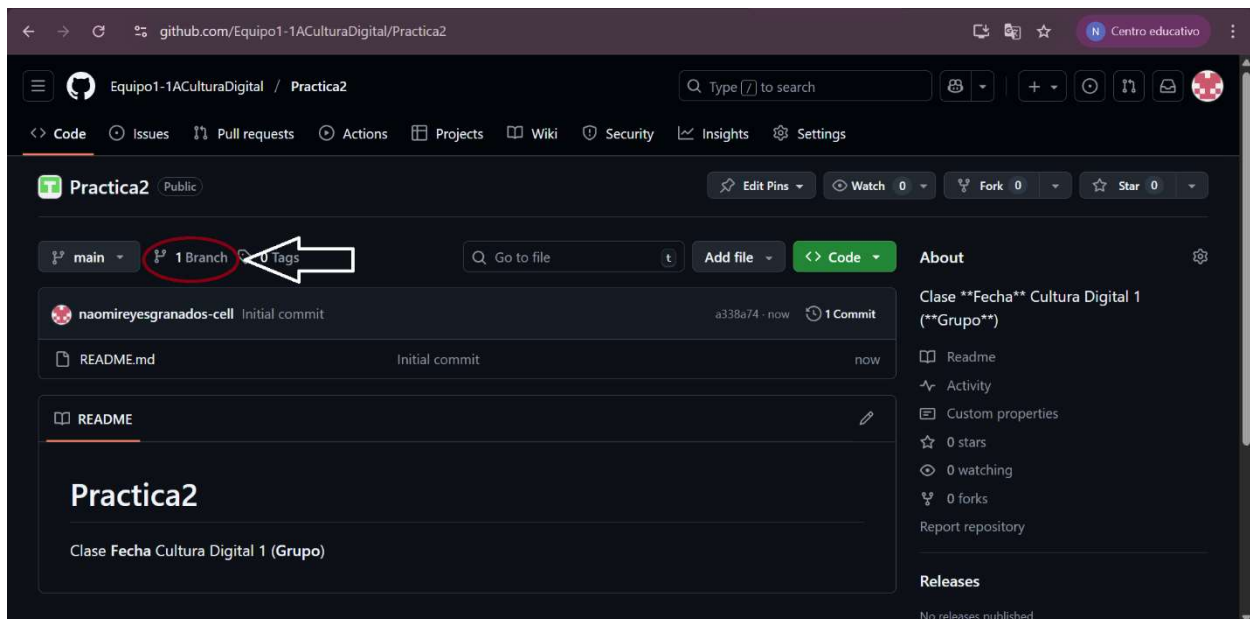 github.com/Equipo1-1ACulturaDigital/Practica2
N Centro educativo
Equipo1-1ACulturaDigital / Practica2
Type / to search
Code Issues Pull requests Actions Projects Wiki Security Insights Settings
Practica2 Public
Edit Pins Watch 0 Fork 0 Star 0
main 1 Branch 0 Tags Go to file t Add file <> Code
About
Clase **Fecha** Cultura Digital 1
(**Grupo**)
naomireyesgranados-cell Initial commit a338a74 · now 1 Commit
README.md Initial commit now
Readme
Activity
Custom properties
0 stars
0 watching
0 forks
Report repository
README
Practica2
Clase Fecha Cultura Digital 1 (Grupo)
Releases
No releases published